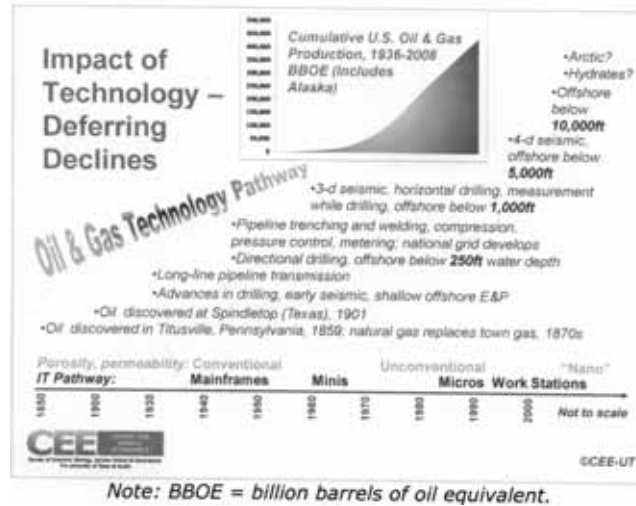 Impact of
Technology –
Deferring
Declines
Cumulative U.S. Oil & Gas
Production, 1936-2008
BBOE (Includes
Alaska)
•Arctic?
•Hydrates?
•Offshore
below
10,000ft
•4-d seismic,
offshore below
5,000ft
Oil & Gas Technology Pathway
•3-d seismic, horizontal drilling, measurement
while drilling, offshore below 1,000ft
•Pipeline trenching and welding, compression,
pressure control, metering; national grid develops
•Directional drilling, offshore below 250ft water depth
•Long-line pipeline transmission
•Advances in drilling, early seismic, shallow offshore E&P
•Oil discovered at Spindletop (Texas), 1901
•Oil discovered in Titusville, Pennsylvania, 1859; natural gas replaces town gas, 1870s
Porosity, permeability: Conventional Unconventional "Nano"
IT Pathway: Mainframes Minis Micros Work Stations
1900 1930 1940 1950 1960 1970 1980 1990 2000 Not to scale
CEE
©CEE-UT
Note: BBOE = billion barrels of oil equivalent.